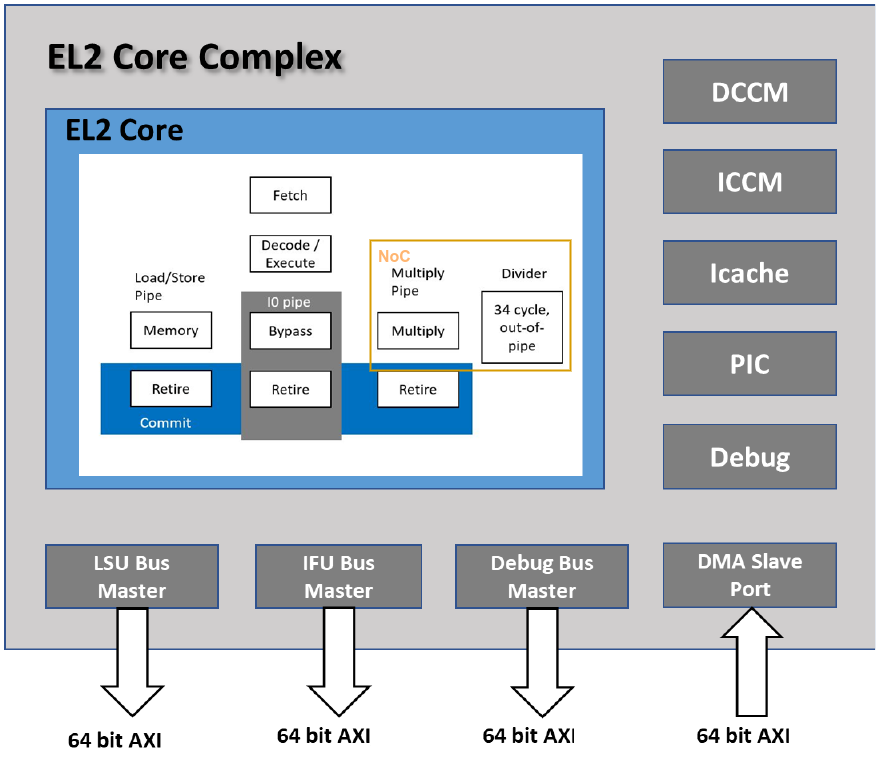 EL2 Core Complex
EL2 Core
Fetch
Decode /
Execute
Load/Store
Pipe
Memory
Retire
Commit
I0 pipe
Bypass
Retire
NoC
Multiply
Pipe
Multiply
Retire
Divider
34 cycle,
out-of-
pipe
DCCM
ICCM
Icache
PIC
Debug
LSU Bus
Master
IFU Bus
Master
Debug Bus
Master
DMA Slave
Port
64 bit AXI
64 bit AXI
64 bit AXI
64 bit AXI